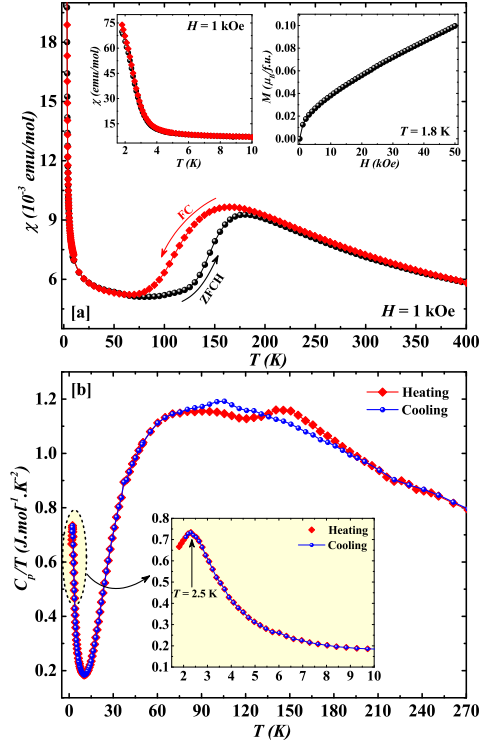 H = 1 kOe
χ (emu/mol)
75
60
45
30
15
2 4 6 8 10
T (K)
M (μB/f.u.)
0.10
0.08
0.06
0.04
0.02
0.00
T = 1.8 K
0 10 20 30 40 50
H (kOe)
χ (10⁻³ emu/mol)
18
15
12
9
6
FC
ZFCH
[a]
H = 1 kOe
0 50 100 150 200 250 300 350 400
T (K)
[b]
Heating
Cooling
Cp/T (J.mol⁻¹.K⁻²)
1.2
1.0
0.8
0.6
0.4
0.2
0.8
0.7
0.6
0.5
0.4
0.3
0.2
0.1
Heating
Cooling
T = 2.5 K
2 3 4 5 6 7 8 9 10
0 30 60 90 120 150 180 210 240 270
T (K)